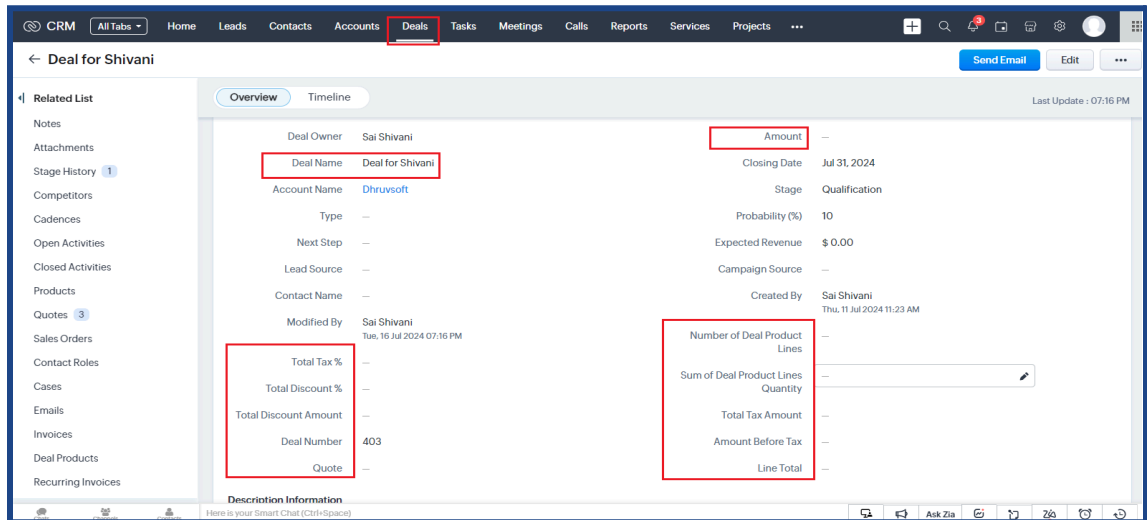 CRM All Tabs Home Leads Contacts Accounts Deals Tasks Meetings Calls Reports Services Projects ••• 3
← Deal for Shivani Send Email Edit •••
Related List
Notes
Attachments
Stage History 1
Competitors
Cadences
Open Activities
Closed Activities
Products
Quotes 3
Sales Orders
Contact Roles
Cases
Emails
Invoices
Deal Products
Recurring Invoices
Overview Timeline Last Update : 07:16 PM
Deal Owner Sai Shivani
Deal Name Deal for Shivani
Account Name Dhruvsoft
Type —
Next Step —
Lead Source —
Contact Name —
Modified By Sai Shivani
Tue, 16 Jul 2024 07:16 PM
Total Tax % —
Total Discount % —
Total Discount Amount —
Deal Number 403
Quote —
Amount —
Closing Date Jul 31, 2024
Stage Qualification
Probability (%) 10
Expected Revenue $ 0.00
Campaign Source —
Created By Sai Shivani
Thu, 11 Jul 2024 11:23 AM
Number of Deal Product
Lines —
Sum of Deal Product Lines
Quantity —
Total Tax Amount —
Amount Before Tax —
Line Total —
Description Information
Chats Channels Contacts Here is your Smart Chat (Ctrl+Space) Ask Zia